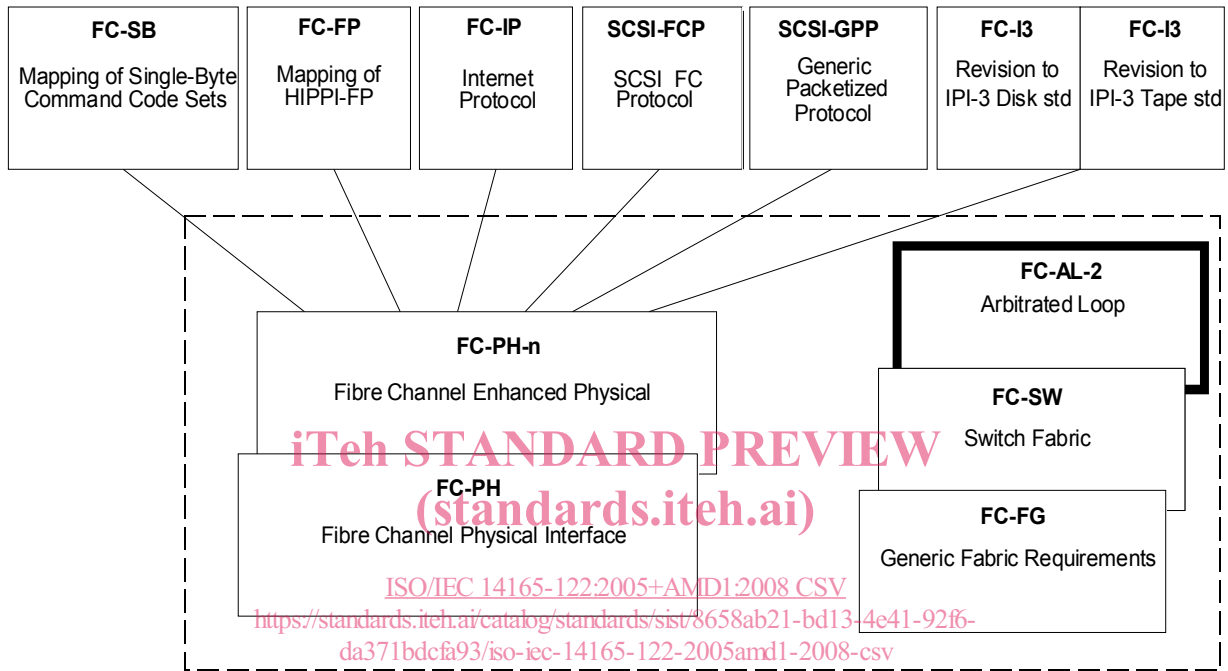 FC-SB
Mapping of Single-Byte
Command Code Sets
FC-FP
Mapping of
HIPPI-FP
FC-IP
Internet
Protocol
SCSI-FCP
SCSI FC
Protocol
SCSI-GPP
Generic
Packetized
Protocol
FC-I3
Revision to
IPI-3 Disk std
FC-I3
Revision to
IPI-3 Tape std
FC-AL-2
Arbitrated Loop
FC-PH-n
Fibre Channel Enhanced Physical
FC-SW
Switch Fabric
iTeh STANDARD PREVIEW
(standards.iteh.ai)
FC-PH
Fibre Channel Physical Interface
FC-FG
Generic Fabric Requirements
ISO/IEC 14165-122:2005+AMD1:2008 CSV
https://standards.iteh.ai/catalog/standards/sist/8658ab21-bd13-4e41-92f6-
da371bdcfa93/iso-iec-14165-122-2005amd1-2008-csv